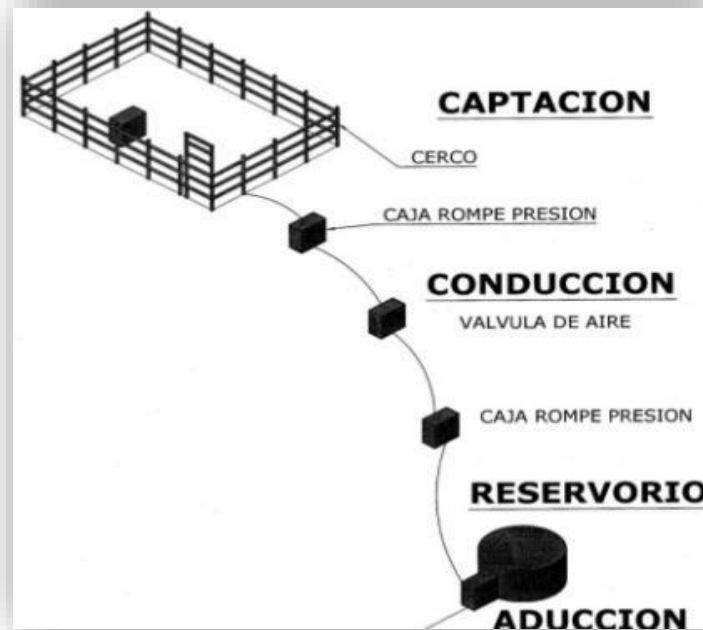 CAPTACION
CERCO
CAJA ROMPE PRESION
CONDUCCION
VALVULA DE AIRE
CAJA ROMPE PRESION
RESERVORIO
ADUCCION